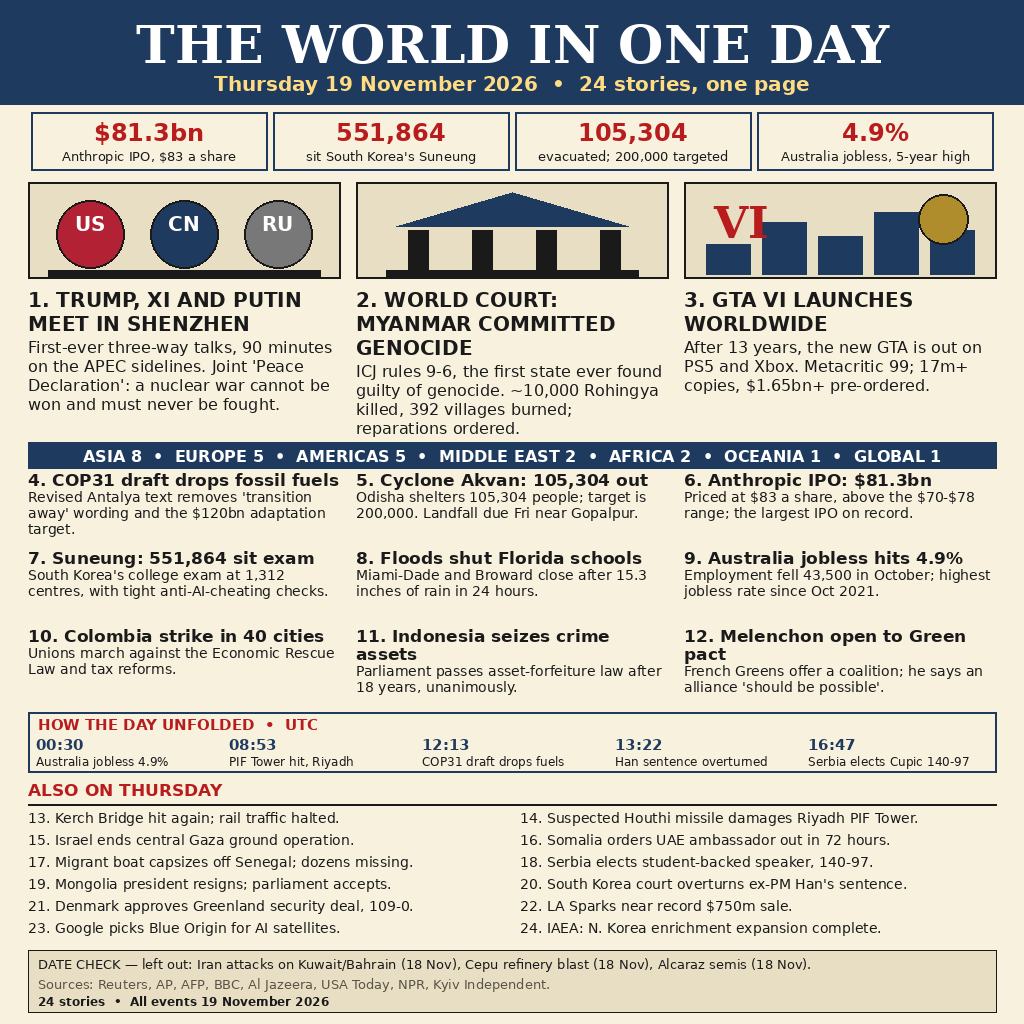 THE WORLD IN ONE DAY
Thursday 19 November 2026 • 24 stories, one page
$81.3bn
Anthropic IPO, $83 a share
551,864
sit South Korea's Suneung
105,304
evacuated; 200,000 targeted
4.9%
Australia jobless, 5-year high
US
CN
RU
VI
1. TRUMP, XI AND PUTIN
MEET IN SHENZHEN
First-ever three-way talks, 90 minutes
on the APEC sidelines. Joint 'Peace
Declaration': a nuclear war cannot be
won and must never be fought.
2. WORLD COURT:
MYANMAR COMMITTED
GENOCIDE
ICJ rules 9-6, the first state ever found
guilty of genocide. ~10,000 Rohingya
killed, 392 villages burned;
reparations ordered.
3. GTA VI LAUNCHES
WORLDWIDE
After 13 years, the new GTA is out on
PS5 and Xbox. Metacritic 99; 17m+
copies, $1.65bn+ pre-ordered.
ASIA 8 • EUROPE 5 • AMERICAS 5 • MIDDLE EAST 2 • AFRICA 2 • OCEANIA 1 • GLOBAL 1
4. COP31 draft drops fossil fuels
Revised Antalya text removes 'transition
away' wording and the $120bn adaptation
target.
5. Cyclone Akvan: 105,304 out
Odisha shelters 105,304 people; target is
200,000. Landfall due Fri near Gopalpur.
6. Anthropic IPO: $81.3bn
Priced at $83 a share, above the $70-$78
range; the largest IPO on record.
7. Suneung: 551,864 sit exam
South Korea's college exam at 1,312
centres, with tight anti-AI-cheating checks.
8. Floods shut Florida schools
Miami-Dade and Broward close after 15.3
inches of rain in 24 hours.
9. Australia jobless hits 4.9%
Employment fell 43,500 in October; highest
jobless rate since Oct 2021.
10. Colombia strike in 40 cities
Unions march against the Economic Rescue
Law and tax reforms.
11. Indonesia seizes crime
assets
Parliament passes asset-forfeiture law after
18 years, unanimously.
12. Melenchon open to Green
pact
French Greens offer a coalition; he says an
alliance 'should be possible'.
HOW THE DAY UNFOLDED • UTC
00:30
Australia jobless 4.9%
08:53
PIF Tower hit, Riyadh
12:13
COP31 draft drops fuels
13:22
Han sentence overturned
16:47
Serbia elects Cupic 140-97
ALSO ON THURSDAY
13. Kerch Bridge hit again; rail traffic halted.
14. Suspected Houthi missile damages Riyadh PIF Tower.
15. Israel ends central Gaza ground operation.
16. Somalia orders UAE ambassador out in 72 hours.
17. Migrant boat capsizes off Senegal; dozens missing.
18. Serbia elects student-backed speaker, 140-97.
19. Mongolia president resigns; parliament accepts.
20. South Korea court overturns ex-PM Han's sentence.
21. Denmark approves Greenland security deal, 109-0.
22. LA Sparks near record $750m sale.
23. Google picks Blue Origin for AI satellites.
24. IAEA: N. Korea enrichment expansion complete.
DATE CHECK — left out: Iran attacks on Kuwait/Bahrain (18 Nov), Cepu refinery blast (18 Nov), Alcaraz semis (18 Nov).
Sources: Reuters, AP, AFP, BBC, Al Jazeera, USA Today, NPR, Kyiv Independent.
24 stories • All events 19 November 2026